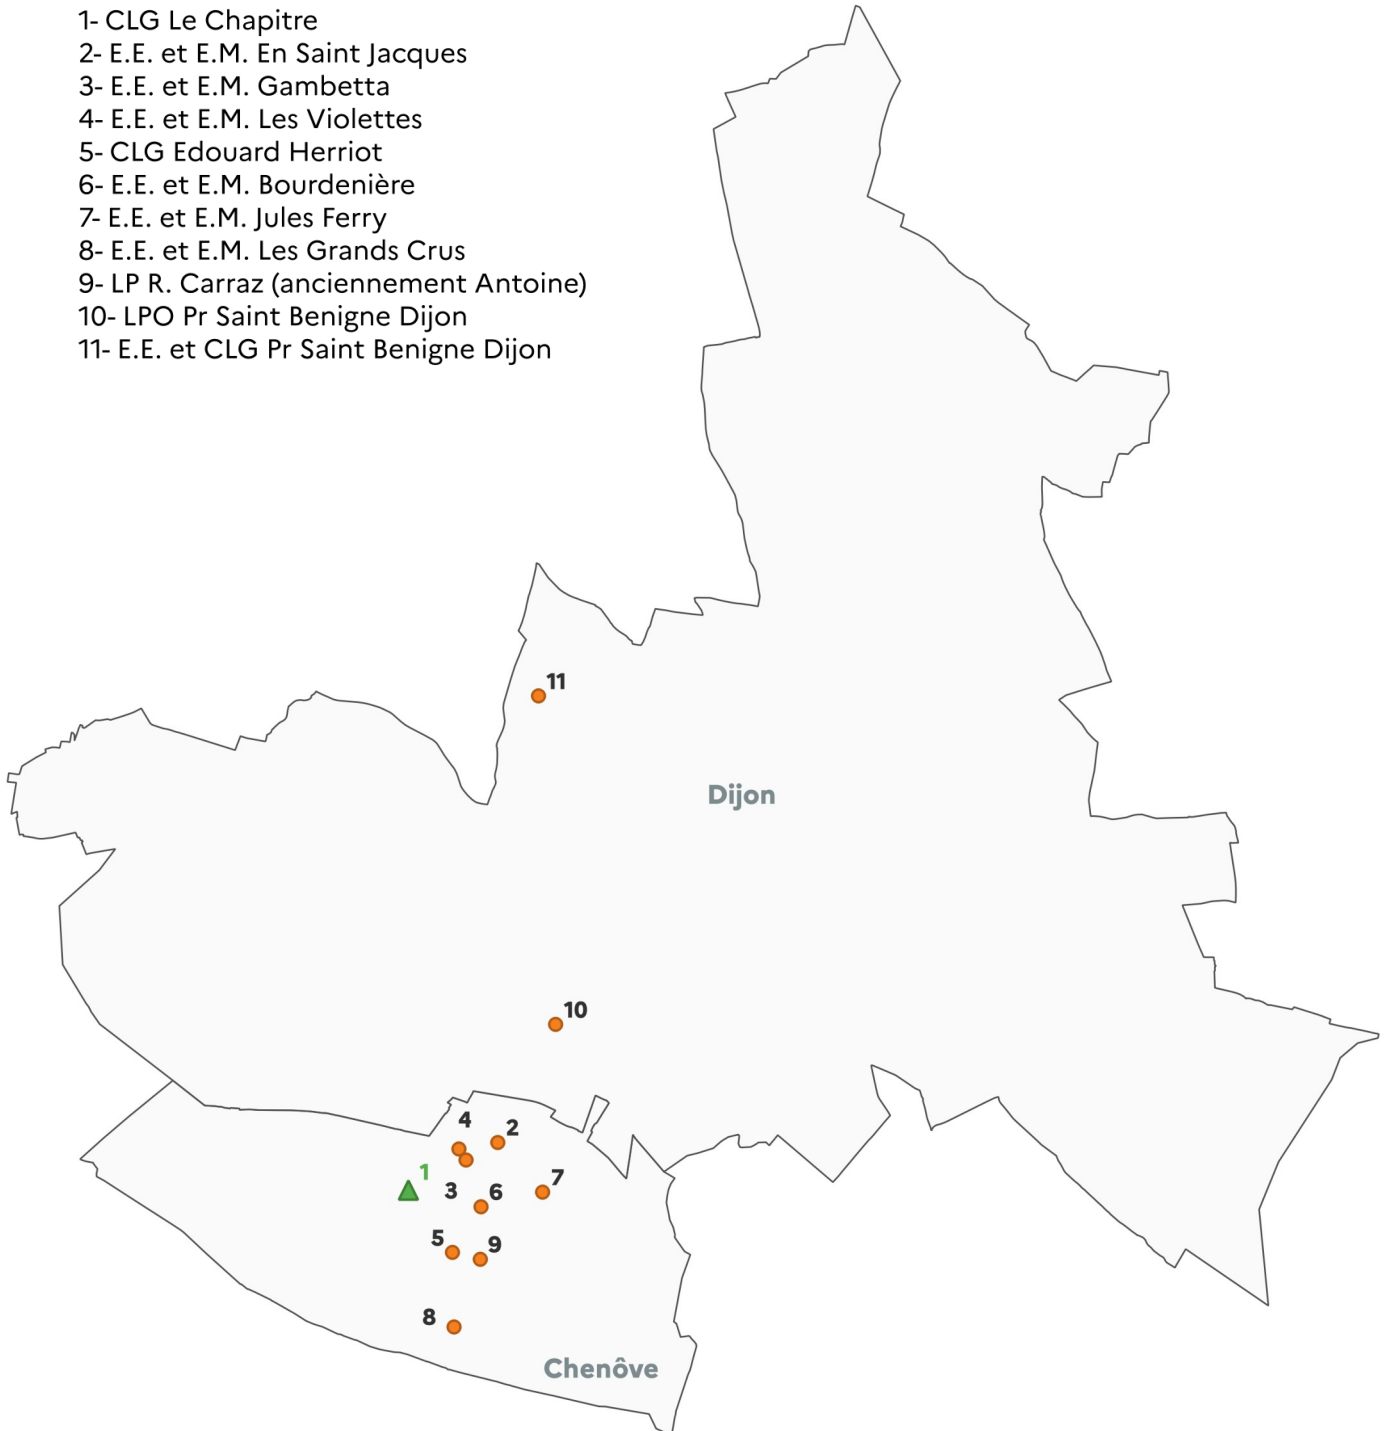 1- CLG Le Chapitre
2- E.E. et E.M. En Saint Jacques
3- E.E. et E.M. Gambetta
4- E.E. et E.M. Les Violettes
5- CLG Edouard Herriot
6- E.E. et E.M. Bourdenière
7- E.E. et E.M. Jules Ferry
8- E.E. et E.M. Les Grands Crus
9- LP R. Carraz (anciennement Antoine)
10- LPO Pr Saint Benigne Dijon
11- E.E. et CLG Pr Saint Benigne Dijon
11
Dijon
10
4
2
1
3
6
7
5
9
8
Chenôve